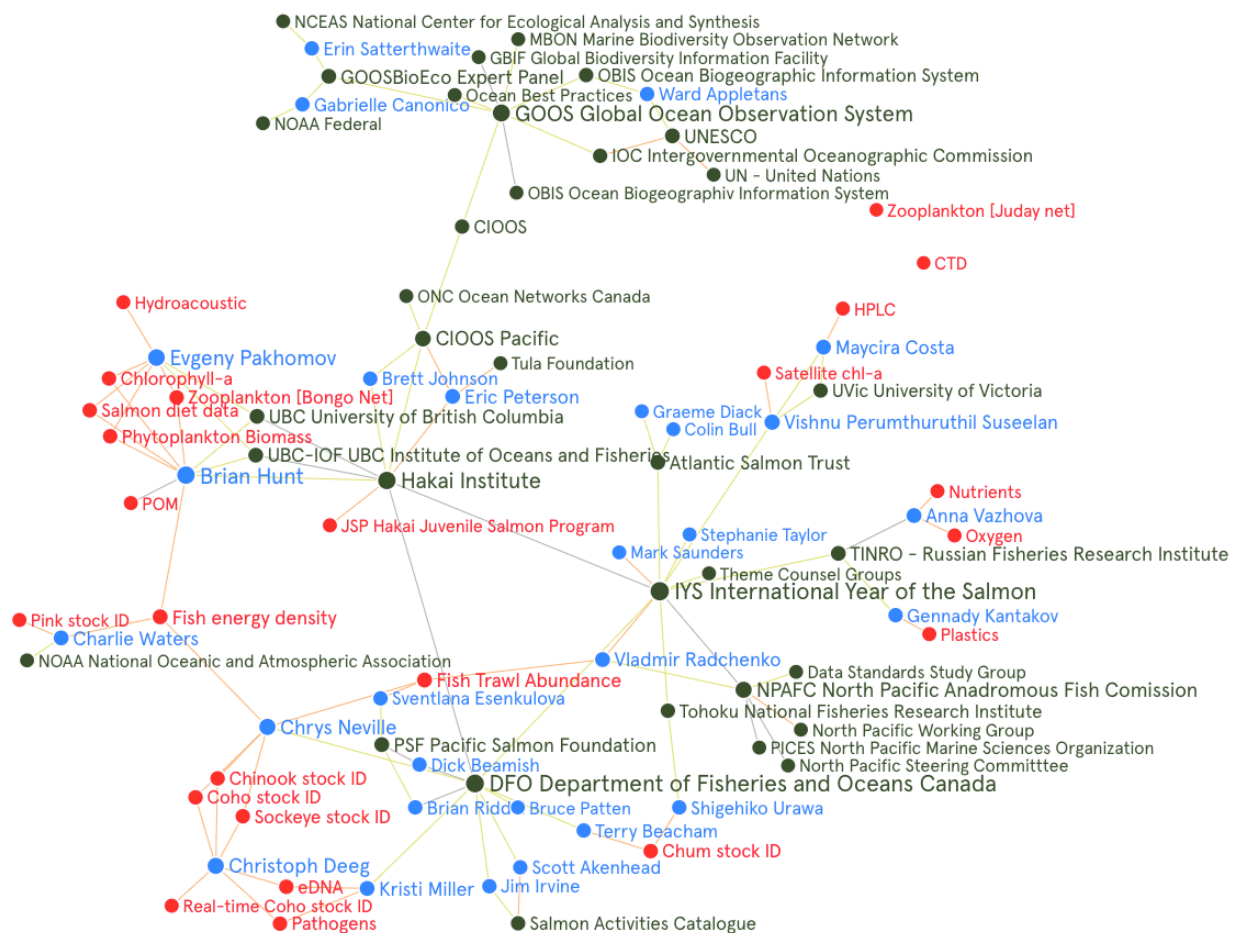 NCEAS National Center for Ecological Analysis and Synthesis
MBON Marine Biodiversity Observation Network
Erin Satterthwaite
GBIF Global Biodiversity Information Facility
GOOSBioEco Expert Panel
OBIS Ocean Biogeographic Information System
Ocean Best Practices
Ward Appletans
Gabrielle Canonico
GOOS Global Ocean Observation System
NOAA Federal
UNESCO
IOC Intergovernmental Oceanographic Commission
UN - United Nations
OBIS Ocean Biogeographiv Information System
Zooplankton [Juday net]
CIOOS
CTD
ONC Ocean Networks Canada
Hydroacoustic
HPLC
CIOOS Pacific
Maycira Costa
Evgeny Pakhomov
Tula Foundation
Satellite chl-a
Chlorophyll-a
Brett Johnson
UVic University of Victoria
Zooplankton [Bongo Net]
Eric Peterson
Salmon diet data
Graeme Diack
UBC University of British Columbia
Vishnu Perumthuruthil Suseelan
Colin Bull
Phytoplankton Biomass
UBC-IOF UBC Institute of Oceans and Fisheries
Atlantic Salmon Trust
Brian Hunt
Hakai Institute
Nutrients
POM
Anna Vazhova
JSP Hakai Juvenile Salmon Program
Stephanie Taylor
Oxygen
Mark Saunders
TINRO - Russian Fisheries Research Institute
Theme Counsel Groups
IYS International Year of the Salmon
Fish energy density
Pink stock ID
Gennady Kantakov
Charlie Waters
Plastics
NOAA National Oceanic and Atmospheric Association
Vladmir Radchenko
Data Standards Study Group
Fish Trawl Abundance
NPAFC North Pacific Anadromous Fish Comission
Sventlana Esenkulova
Tohoku National Fisheries Research Institute
Chrys Neville
North Pacific Working Group
PSF Pacific Salmon Foundation
PICES North Pacific Marine Sciences Organization
Dick Beamish
North Pacific Steering Committtee
Chinook stock ID
DFO Department of Fisheries and Oceans Canada
Coho stock ID
Brian
Bruce Patten
Shigehiko Urawa
Sockeye stock ID
Terry Beacham
Chum stock ID
Christoph Deeg
Scott Akenhead
eDNA
Kristi Miller
Jim Irvine
Real-time Coho stock ID
Pathogens
Salmon Activities Catalogue